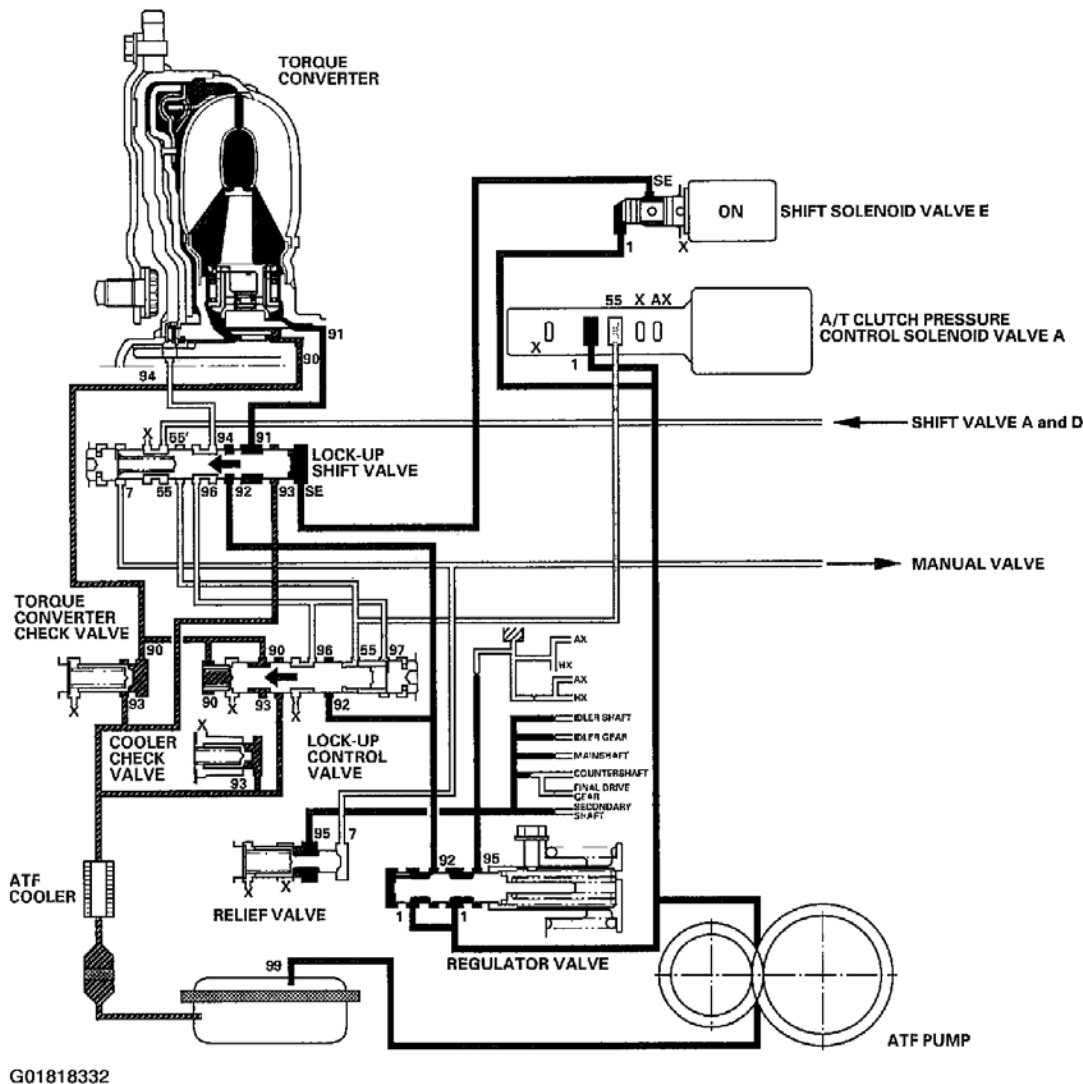 TORQUE
CONVERTER
SE
ON
SHIFT SOLENOID VALVE E
1
X
55 X AX
A/T CLUTCH PRESSURE
CONTROL SOLENOID VALVE A
X
1
91
90
94
SHIFT VALVE A and D
X
55'
94
91
LOCK-UP
SHIFT VALVE
7
55
96
92
93
SE
MANUAL VALVE
TORQUE
CONVERTER
CHECK VALVE
90
90
96
55
97
AX
HX
AX
HX
X
93
90
X
93
X
92
IDLER SHAFT
IDLER GEAR
MAINSHAFT
COUNTERSHAFT
FINAL DRIVE
GEAR
SECONDARY
SHAFT
COOLER
CHECK
VALVE
X
93
LOCK-UP
CONTROL
VALVE
95
7
92
95
ATF
COOLER
X
X
RELIEF VALVE
1
1
REGULATOR VALVE
99
ATF PUMP
G01818332